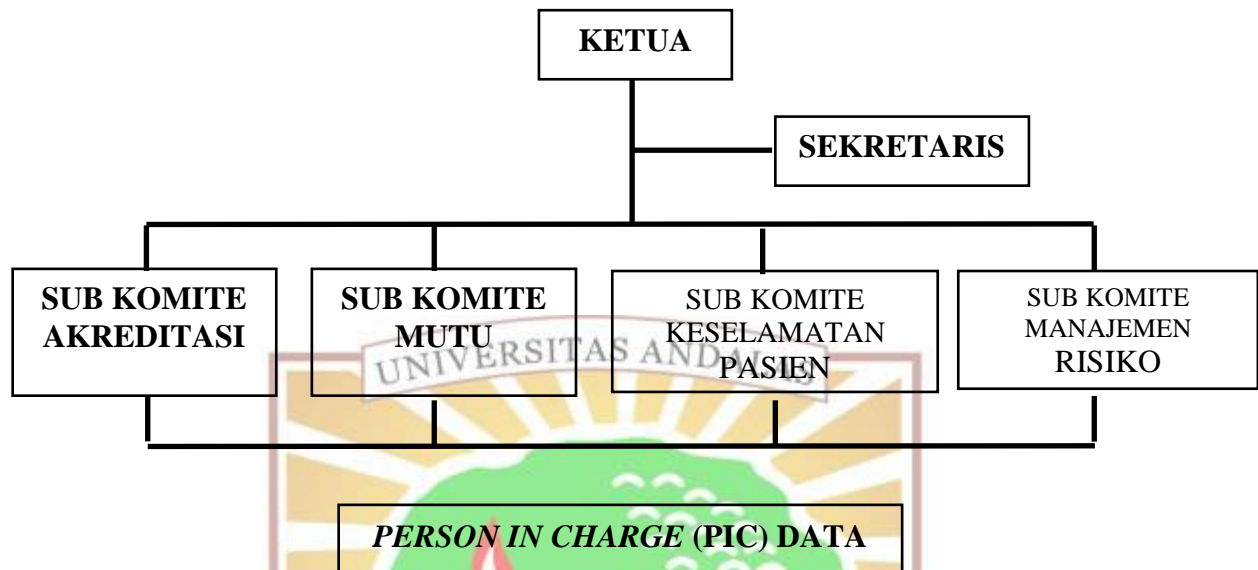 KETUA
SEKRETARIS
SUB KOMITE
AKREDITASI
SUB KOMITE
MUTU
SUB KOMITE
KESELAMATAN
PASIEN
SUB KOMITE
MANAJEMEN
RISIKO
UNIVERSITAS ANDALAS
PERSON IN CHARGE (PIC) DATA